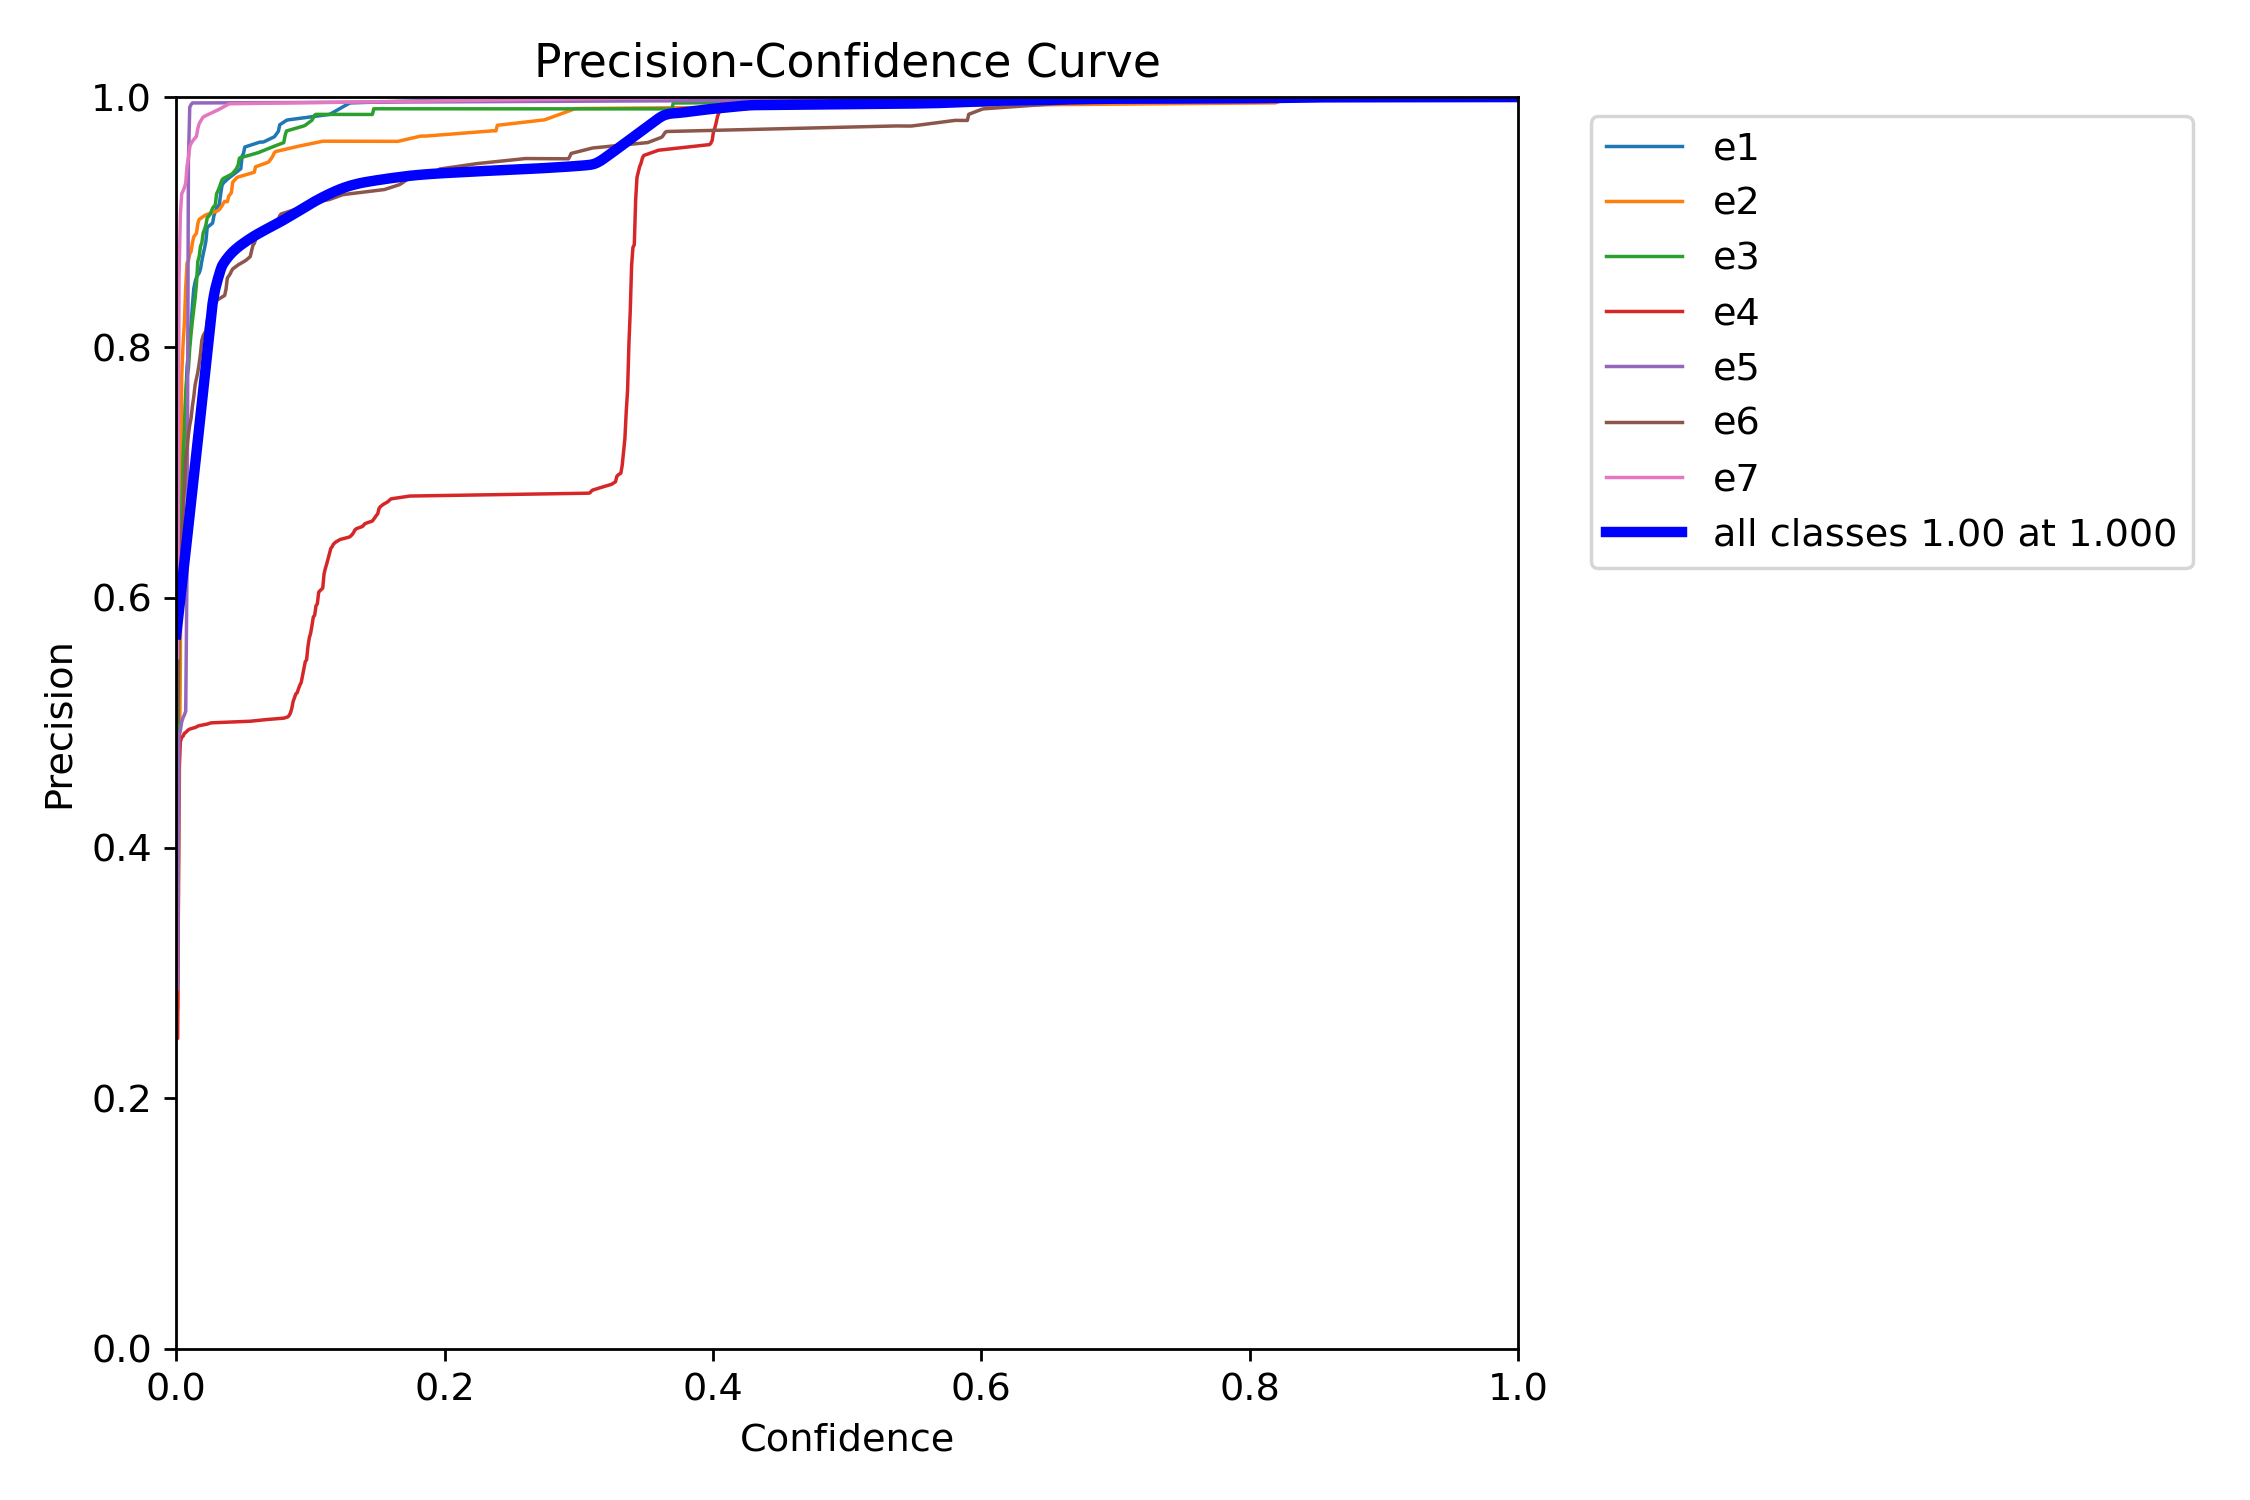 Precision-Confidence Curve
1.0
0.8
0.6
0.4
0.2
0.0
Precision
0.0 0.2 0.4 0.6 0.8 1.0
Confidence
e1
e2
e3
e4
e5
e6
e7
all classes 1.00 at 1.000